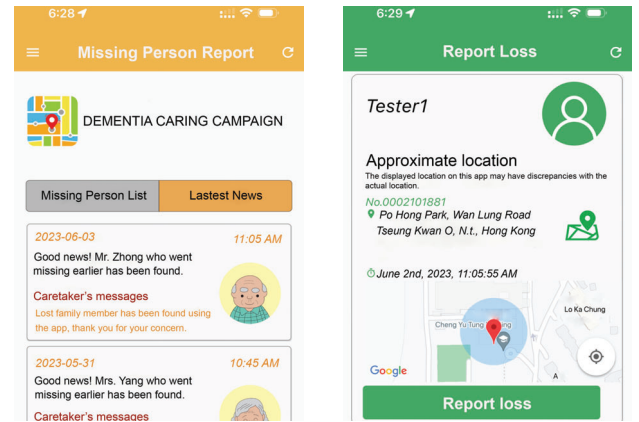 6:28
Missing Person Report
DEMENTIA CARING CAMPAIGN
Missing Person List
Lastest News
2023-06-03
11:05 AM
Good news! Mr. Zhong who went
missing earlier has been found.
Caretaker's messages
Lost family member has been found using
the app, thank you for your concern.
2023-05-31
10:45 AM
Good news! Mrs. Yang who went
missing earlier has been found.
Caretaker's messages
6:29
Report Loss
Tester1
Approximate location
The displayed location on this app may have discrepancies with the
actual location.
No.0002101881
Po Hong Park, Wan Lung Road
Tseung Kwan O, N.t., Hong Kong
June 2nd, 2023, 11:05:55 AM
Lo Ka Chung
Cheng Yu Tung
Google
A
Report loss